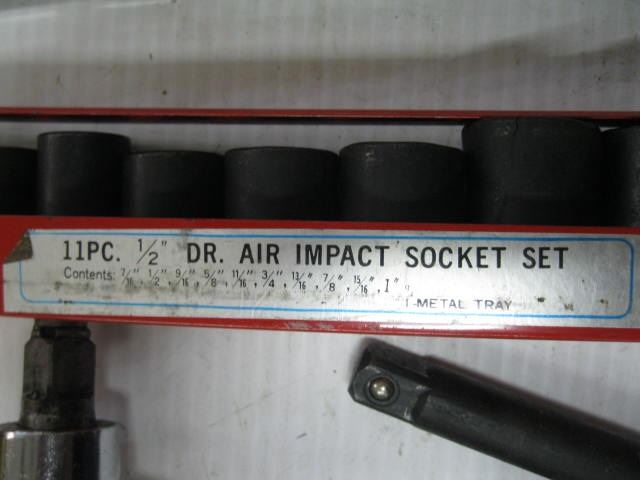 11PC. 1/2" DR. AIR IMPACT SOCKET SET
Contents: 7/16", 1/2", 9/16", 5/8", 11/16", 3/4", 13/16", 7/8", 15/16", 1" &
1-METAL TRAY